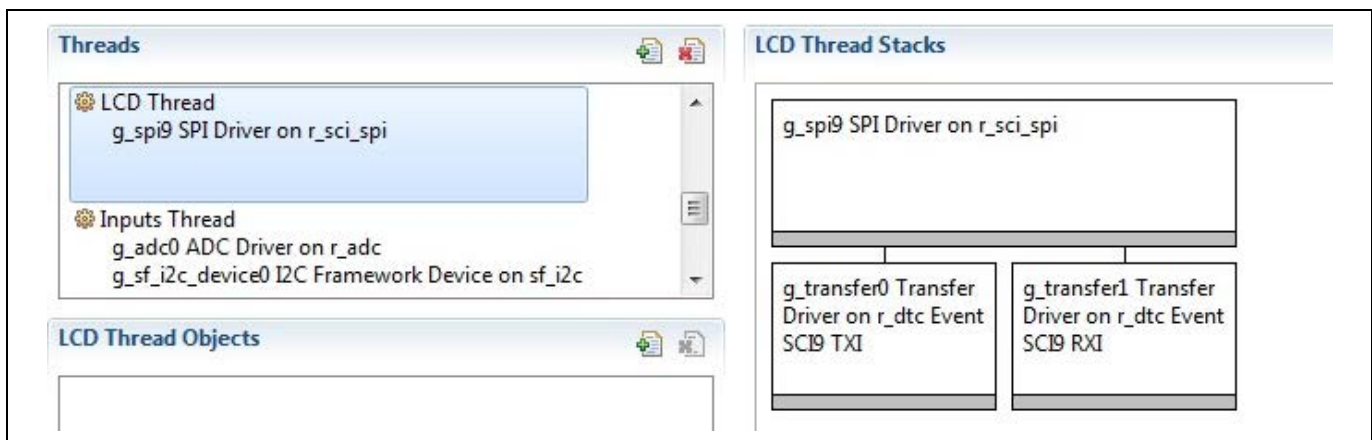 Threads
LCD Thread
g_spi9 SPI Driver on r_sci_spi
Inputs Thread
g_adc0 ADC Driver on r_adc
g_sf_i2c_device0 I2C Framework Device on sf_i2c
LCD Thread Objects
LCD Thread Stacks
g_spi9 SPI Driver on r_sci_spi
g_transfer0 Transfer
Driver on r_dtc Event
SCI9 TXI
g_transfer1 Transfer
Driver on r_dtc Event
SCI9 RXI